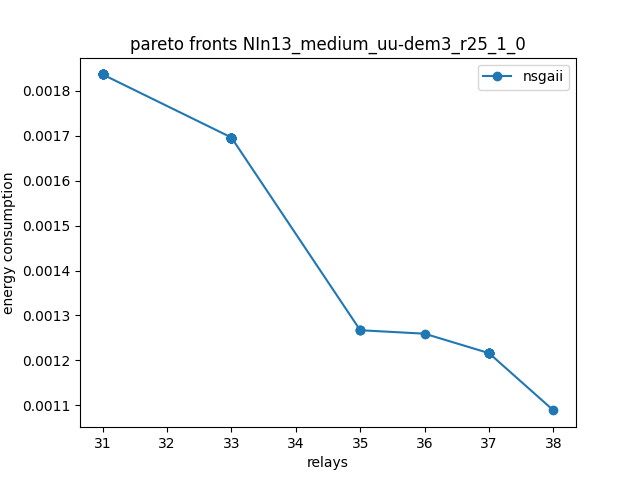 pareto fronts NIn13_medium_uu-dem3_r25_1_0
nsgaii
0.0018
0.0017
0.0016
0.0015
0.0014
0.0013
0.0012
0.0011
energy consumption
31 32 33 34 35 36 37 38
relays